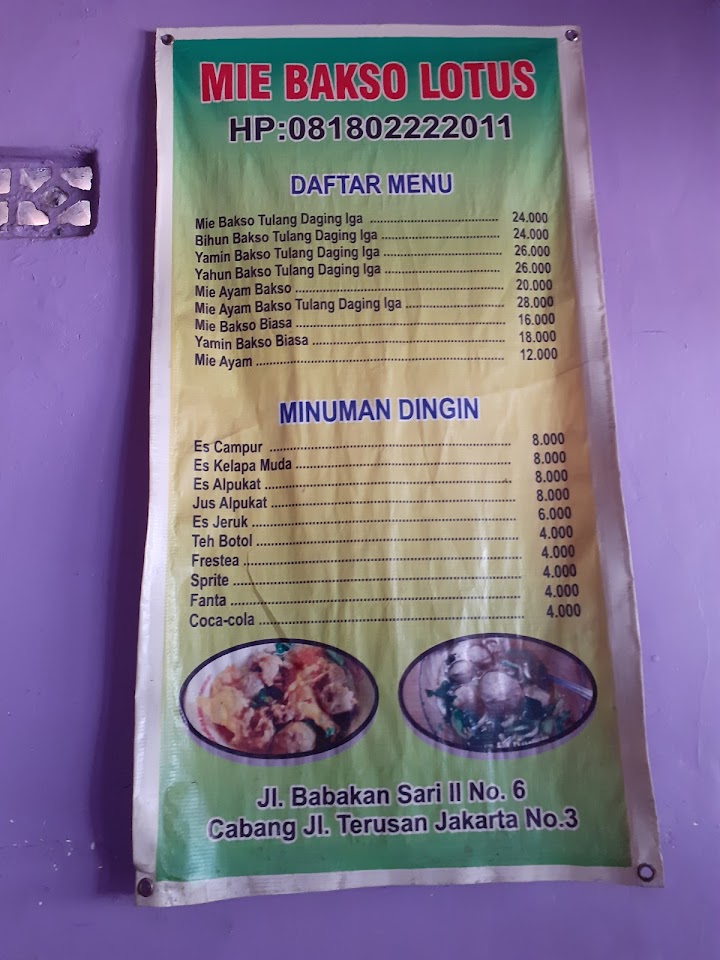 MIE BAKSO LOTUS
HP:081802222011
DAFTAR MENU
Mie Bakso Tulang Daging Iga 24.000
Bihun Bakso Tulang Daging Iga 24.000
Yamin Bakso Tulang Daging Iga 26.000
Yahun Bakso Tulang Daging Iga 26.000
Mie Ayam Bakso 20.000
Mie Ayam Bakso Tulang Daging Iga 28.000
Mie Bakso Biasa 16.000
Yamin Bakso Biasa 18.000
Mie Ayam 12.000
MINUMAN DINGIN
Es Campur 8.000
Es Kelapa Muda 8.000
Es Alpukat 8.000
Jus Alpukat 8.000
Es Jeruk 6.000
Teh Botol 4.000
Frestea 4.000
Sprite 4.000
Fanta 4.000
Coca-cola 4.000
Jl. Babakan Sari II No. 6
Cabang Jl. Terusan Jakarta No.3